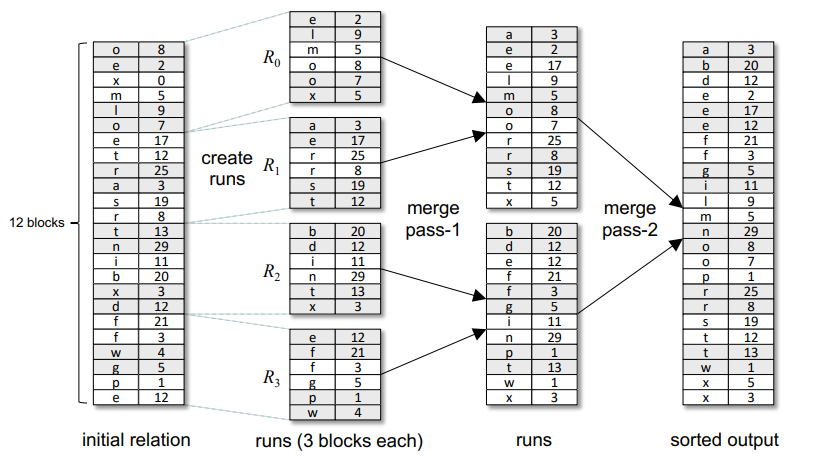 12 blocks
o 8
e 2
x 0
m 5
l 9
o 7
e 17
t 12
r 25
a 3
s 19
r 8
t 13
n 29
i 11
b 20
x 3
d 12
f 21
f 3
w 4
g 5
p 1
e 12
initial relation
create
runs
R0
e 2
l 9
m 5
o 8
o 7
x 5
R1
a 3
e 17
r 25
r 8
s 19
t 12
R2
b 20
d 12
i 11
n 29
t 13
x 3
R3
e 12
f 21
f 3
g 5
p 1
w 4
runs (3 blocks each)
merge
pass-1
a 3
e 2
e 17
l 9
m 5
o 8
o 7
r 25
r 8
s 19
t 12
x 5
b 20
d 12
e 12
f 21
f 3
g 5
i 11
n 29
p 1
t 13
w 1
x 3
runs
merge
pass-2
a 3
b 20
d 12
e 2
e 17
e 12
f 21
f 3
g 5
i 11
l 9
m 5
n 29
o 8
o 7
p 1
r 25
r 8
s 19
t 12
t 13
w 1
x 5
x 3
sorted output